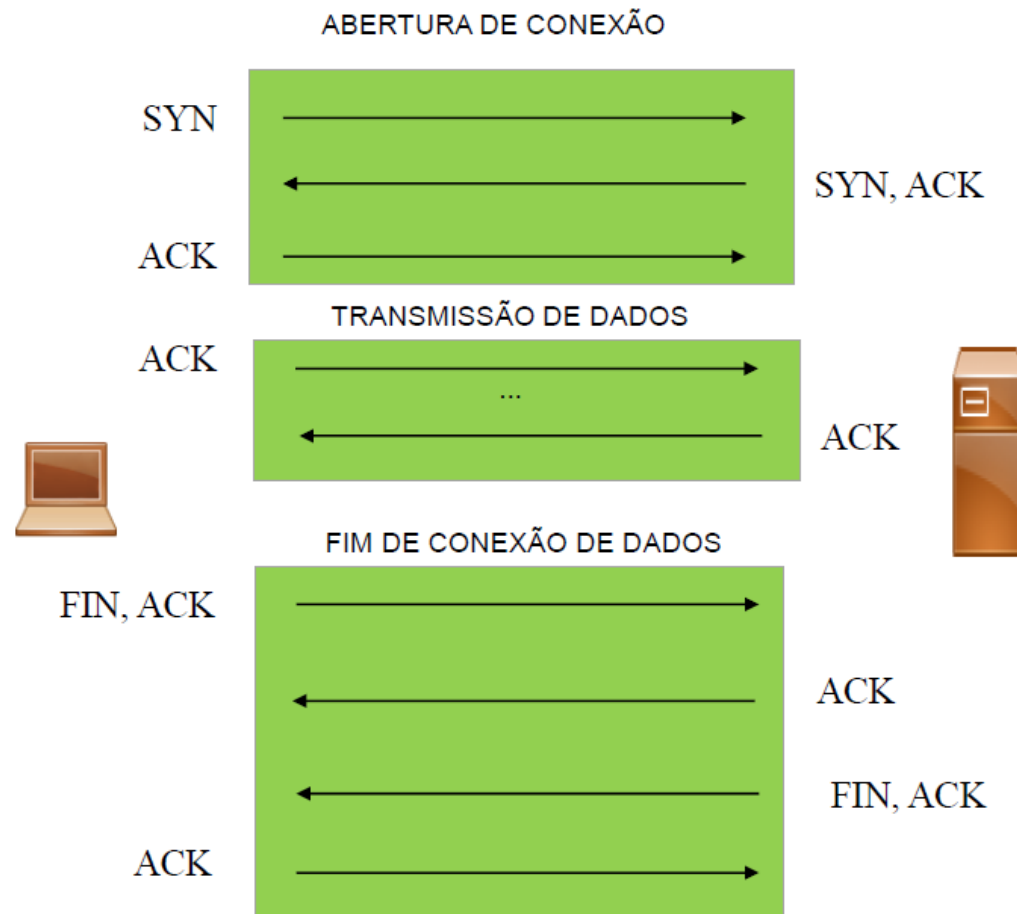 ABERTURA DE CONEXÃO
SYN
SYN, ACK
ACK
TRANSMISSÃO DE DADOS
ACK
...
ACK
FIM DE CONEXÃO DE DADOS
FIN, ACK
ACK
FIN, ACK
ACK